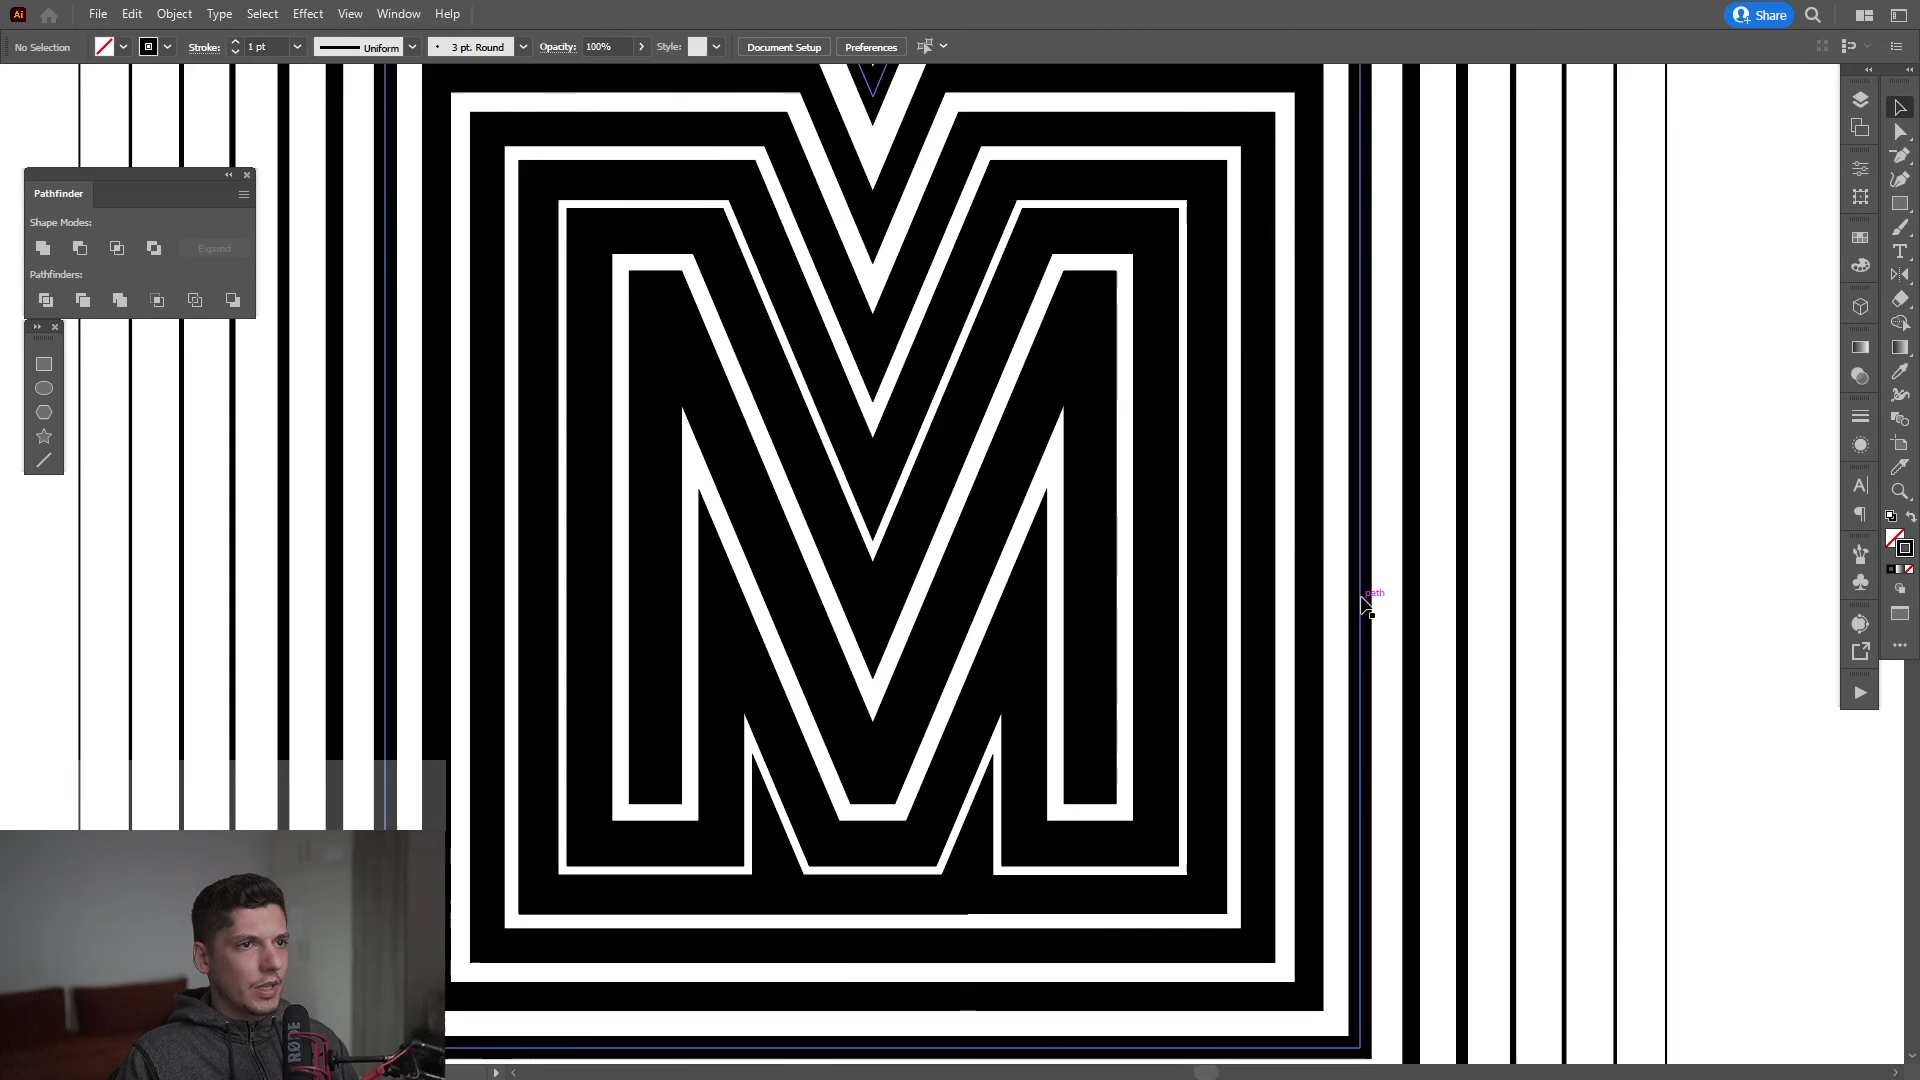 Ai File Edit Object Type Select Effect View Window Help Share
No Selection Stroke: 1 pt Uniform 3 pt. Round Opacity: 100% Style: Document Setup Preferences
Pathfinder
Shape Modes:
Expand
Pathfinders:
M
path
RØDE